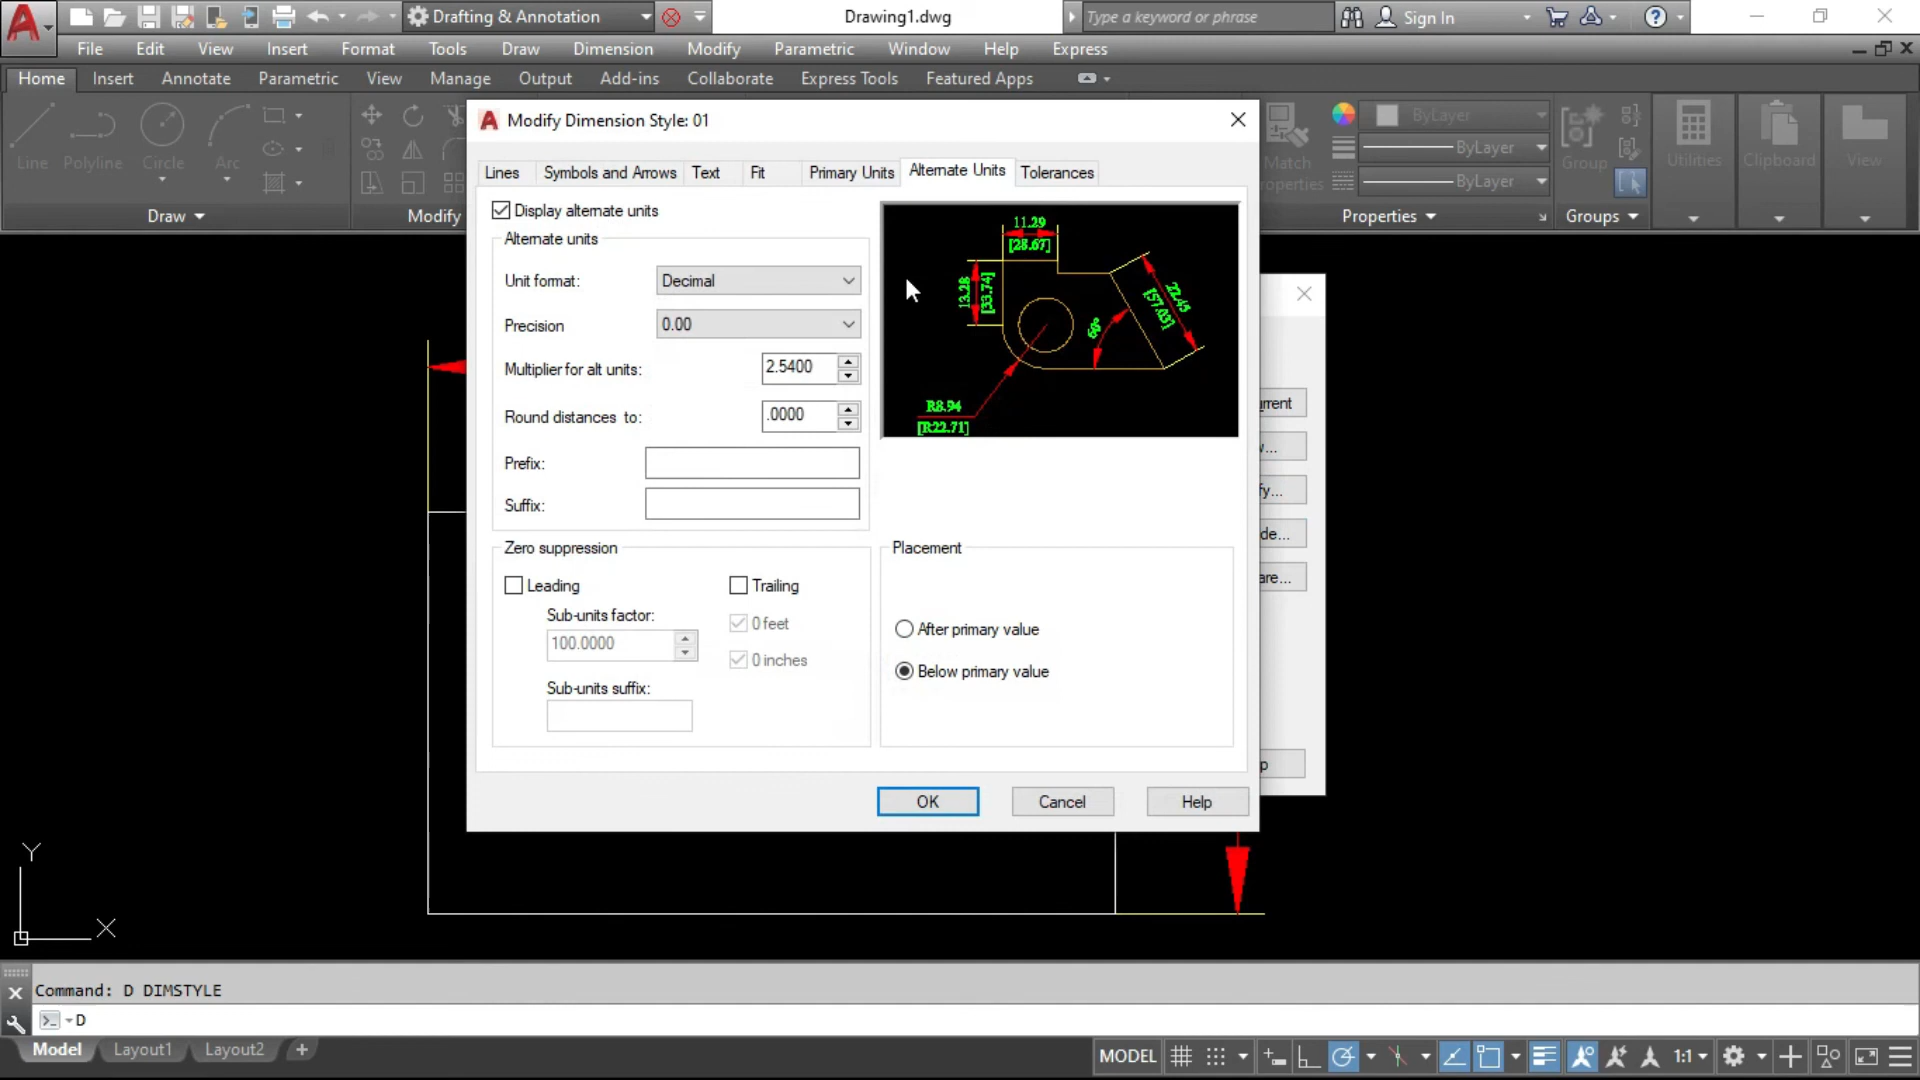 Drafting & Annotation
Drawing1.dwg
Type a keyword or phrase
Sign In
File Edit View Insert Format Tools Draw Dimension Modify Parametric Window Help Express
Home Insert Annotate Parametric View Manage Output Add-ins Collaborate Express Tools Featured Apps
Line Polyline Circle Arc
Draw
Modify
Match
Properties
ByLayer
ByLayer
ByLayer
Properties
Group
Groups
Utilities
Clipboard
View
Modify Dimension Style: 01
Lines Symbols and Arrows Text Fit Primary Units Alternate Units Tolerances
Display alternate units
Alternate units
Unit format: Decimal
Precision 0.00
Multiplier for alt units: 2.5400
Round distances to: .0000
Prefix:
Suffix:
11.29
[28.67]
13.28
[33.74]
22.45
[57.03]
60°
R8.94
[R22.71]
Zero suppression
Leading
Trailing
Sub-units factor:
100.0000
0 feet
0 inches
Sub-units suffix:
Placement
After primary value
Below primary value
OK Cancel Help
urrent
w...
fy...
de...
are...
p
Y
X
Command: D DIMSTYLE
D
Model Layout1 Layout2
MODEL
1:1